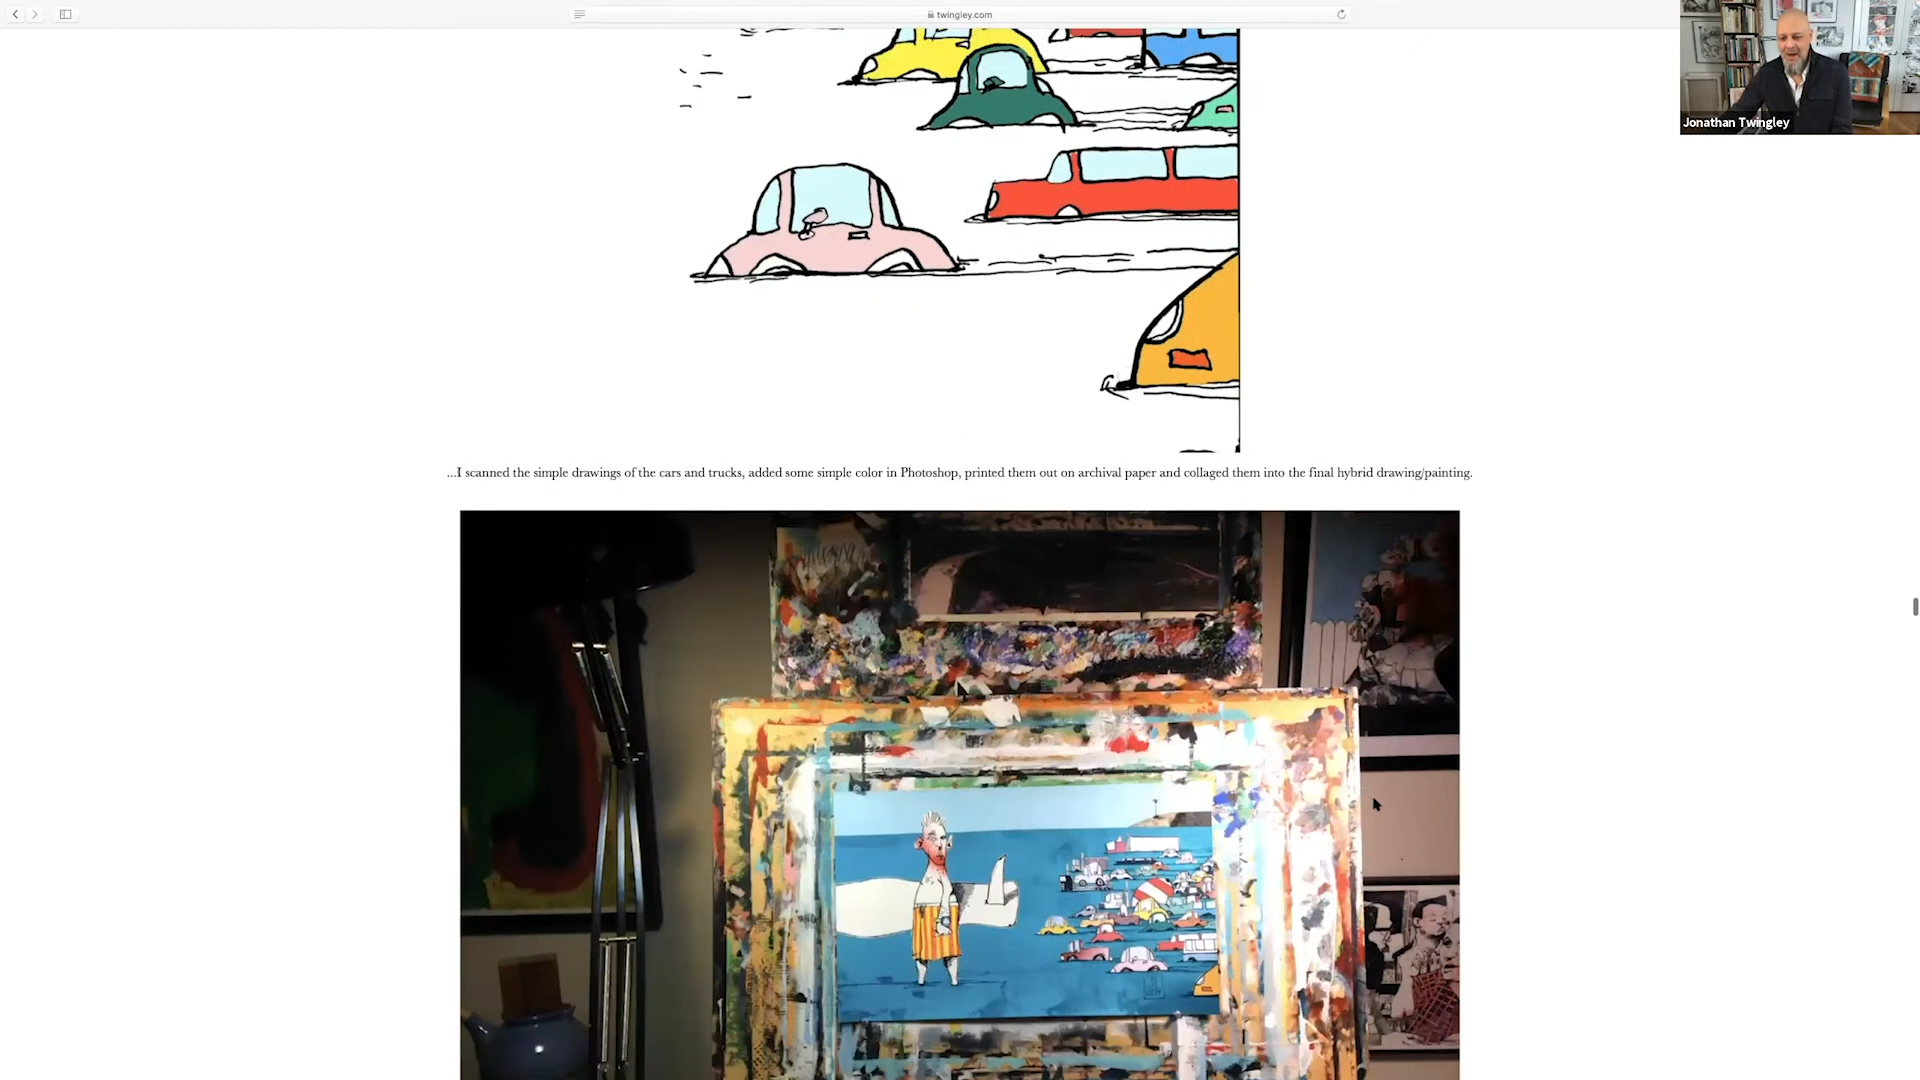 twingley.com
Jonathan Twingley
...I scanned the simple drawings of the cars and trucks, added some simple color in Photoshop, printed them out on archival paper and collaged them into the final hybrid drawing/painting.